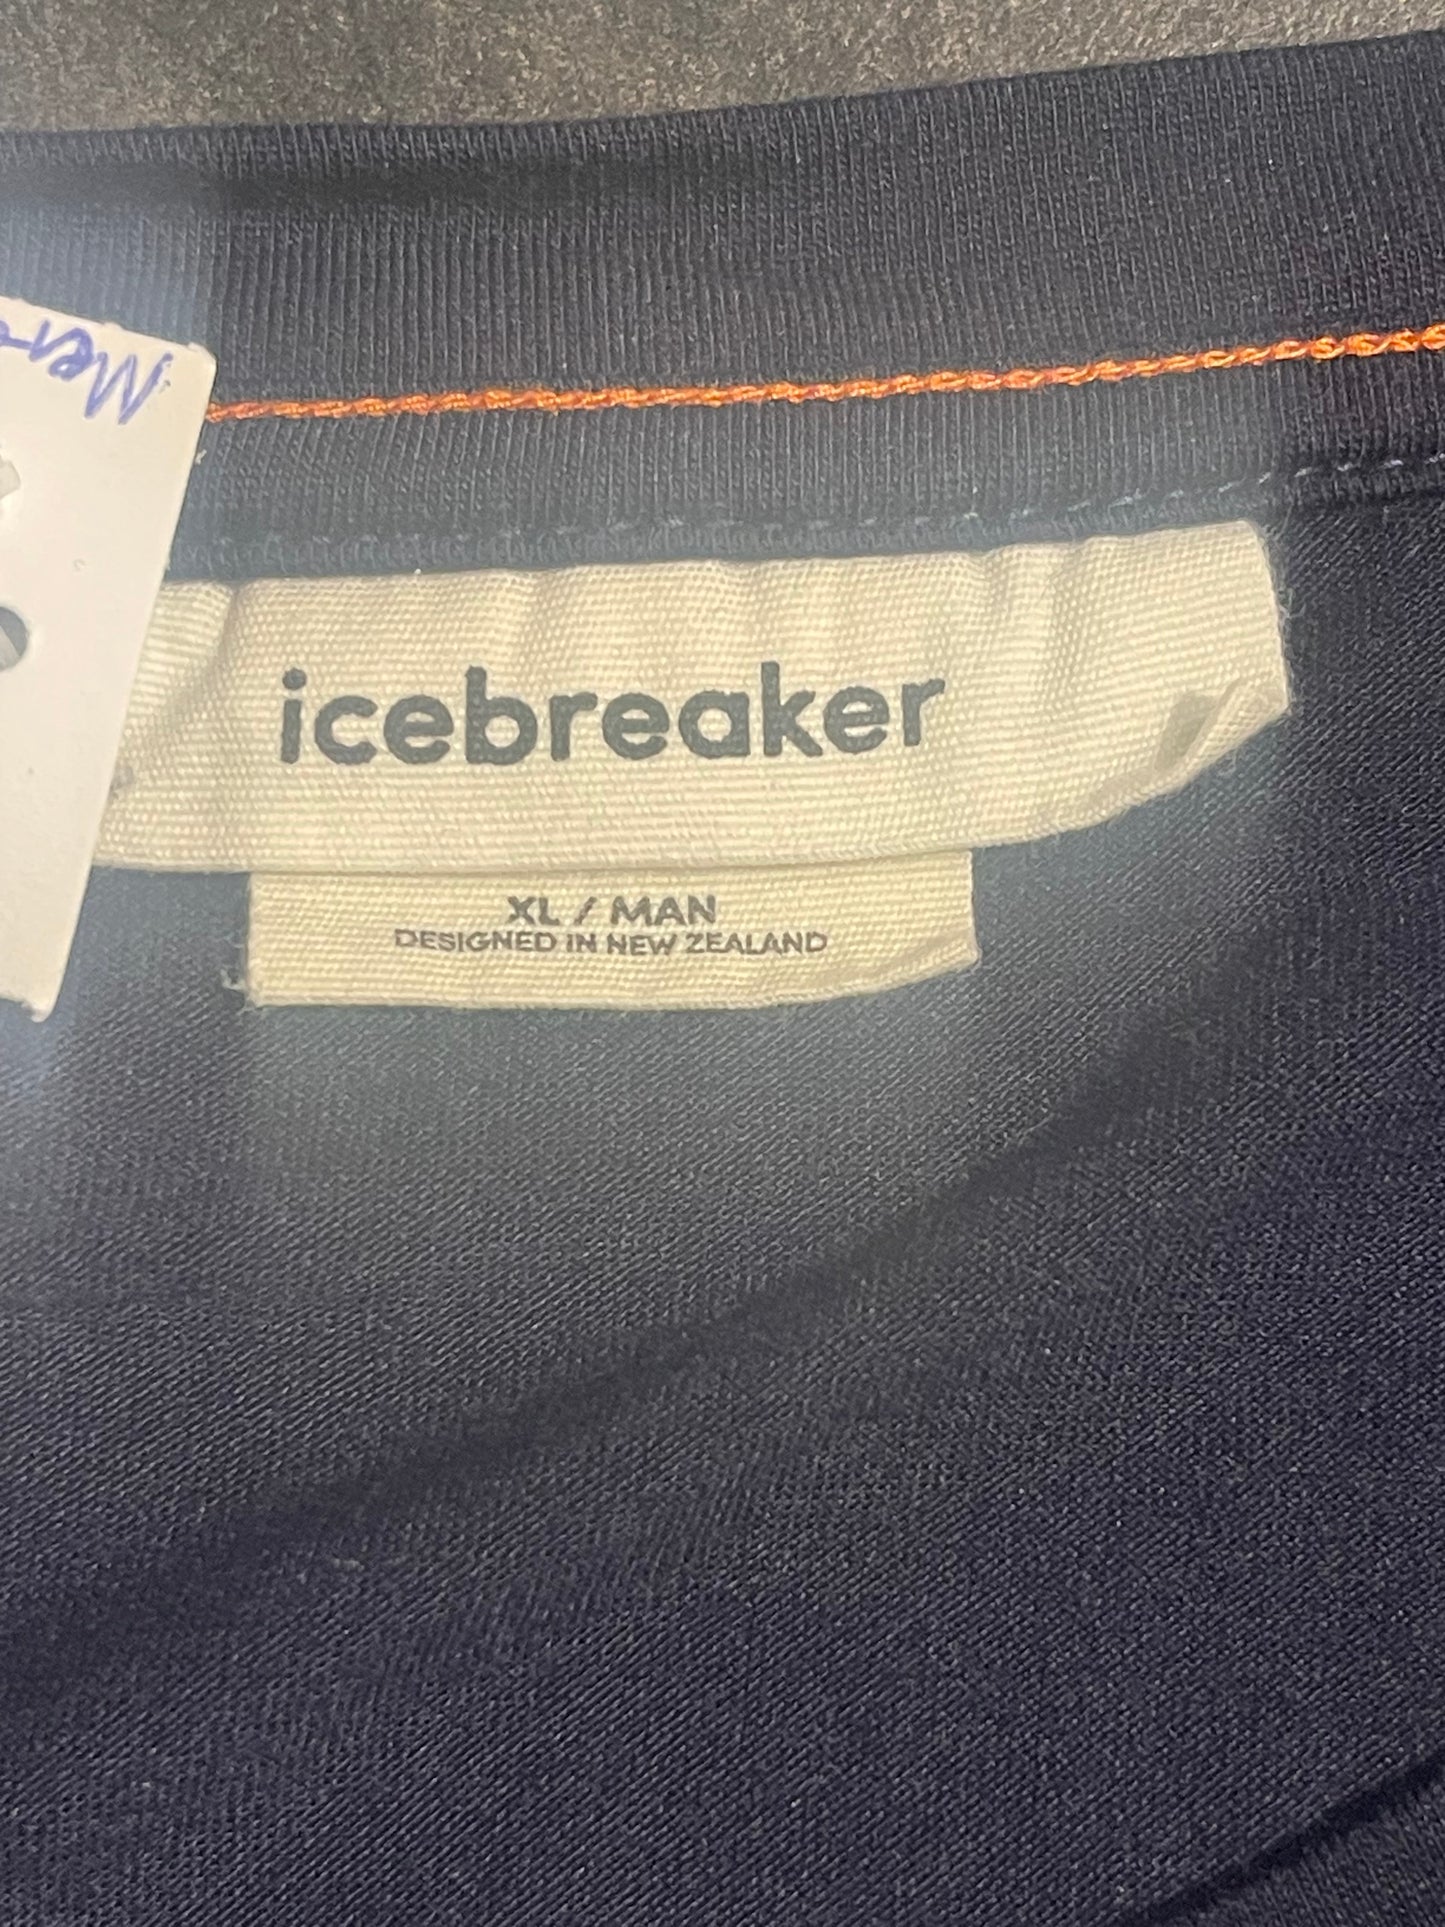 icebreaker
XL / MAN
DESIGNED IN NEW ZEALAND